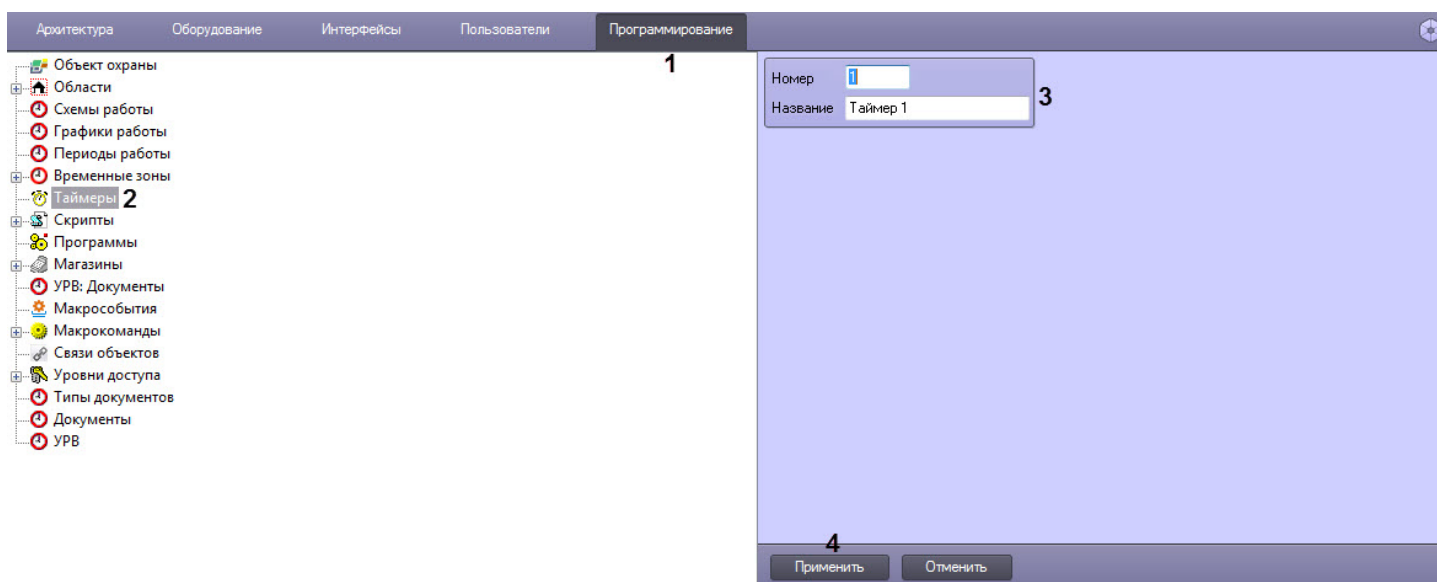 Архитектура Оборудование Интерфейсы Пользователи Программирование
1
Объект охраны
Области
Схемы работы
Графики работы
Периоды работы
Временные зоны
Таймеры 2
Скрипты
Программы
Магазины
УРВ: Документы
Макрособытия
Макрокоманды
Связи объектов
Уровни доступа
Типы документов
Документы
УРВ
Номер 1
Название Таймер 1
3
4
Применить Отменить